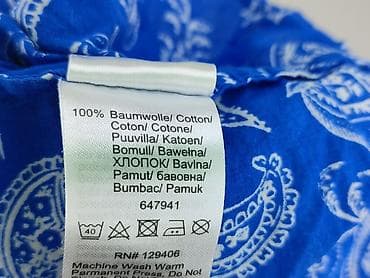 100% Baumwolle/ Cotton/
Coton/ Cotone/
Puuvilla/ Katoen/
Bomull/ Bawełna/
ХЛОПОК/ Bavlna/
Pamut/ бавовна/
Bumbac/ Pamuk
647941
40
RN# 129406
Machine Wash Warm
Permanent Press, Do Not